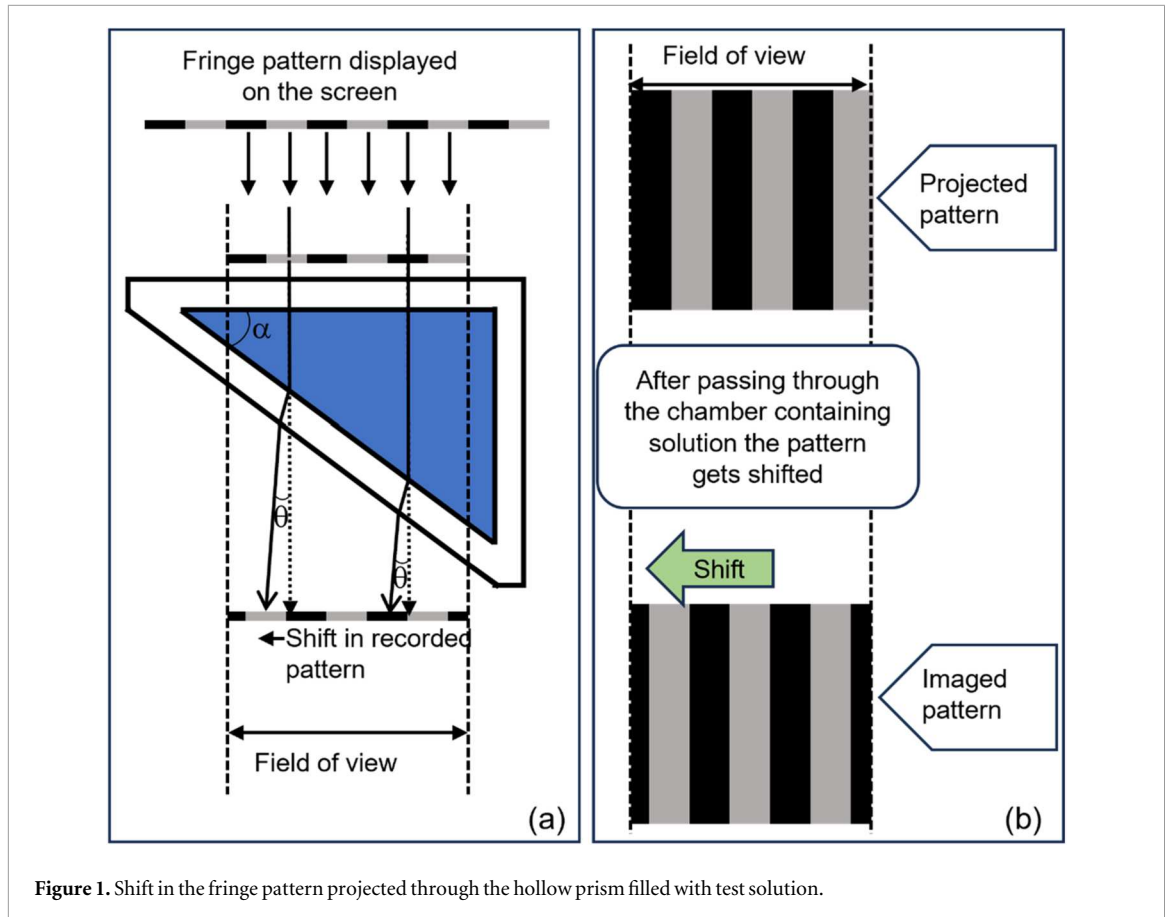 Fringe pattern displayed
on the screen
α
θ
θ
Shift in recorded
pattern
Field of view
(a)
Field of view
Projected
pattern
After passing through
the chamber containing
solution the pattern
gets shifted
Shift
Imaged
pattern
(b)
Figure 1. Shift in the fringe pattern projected through the hollow prism filled with test solution.